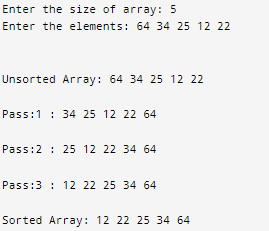 Enter the size of array: 5
Enter the elements: 64 34 25 12 22
Unsorted Array: 64 34 25 12 22
Pass:1 : 34 25 12 22 64
Pass:2 : 25 12 22 34 64
Pass:3 : 12 22 25 34 64
Sorted Array: 12 22 25 34 64